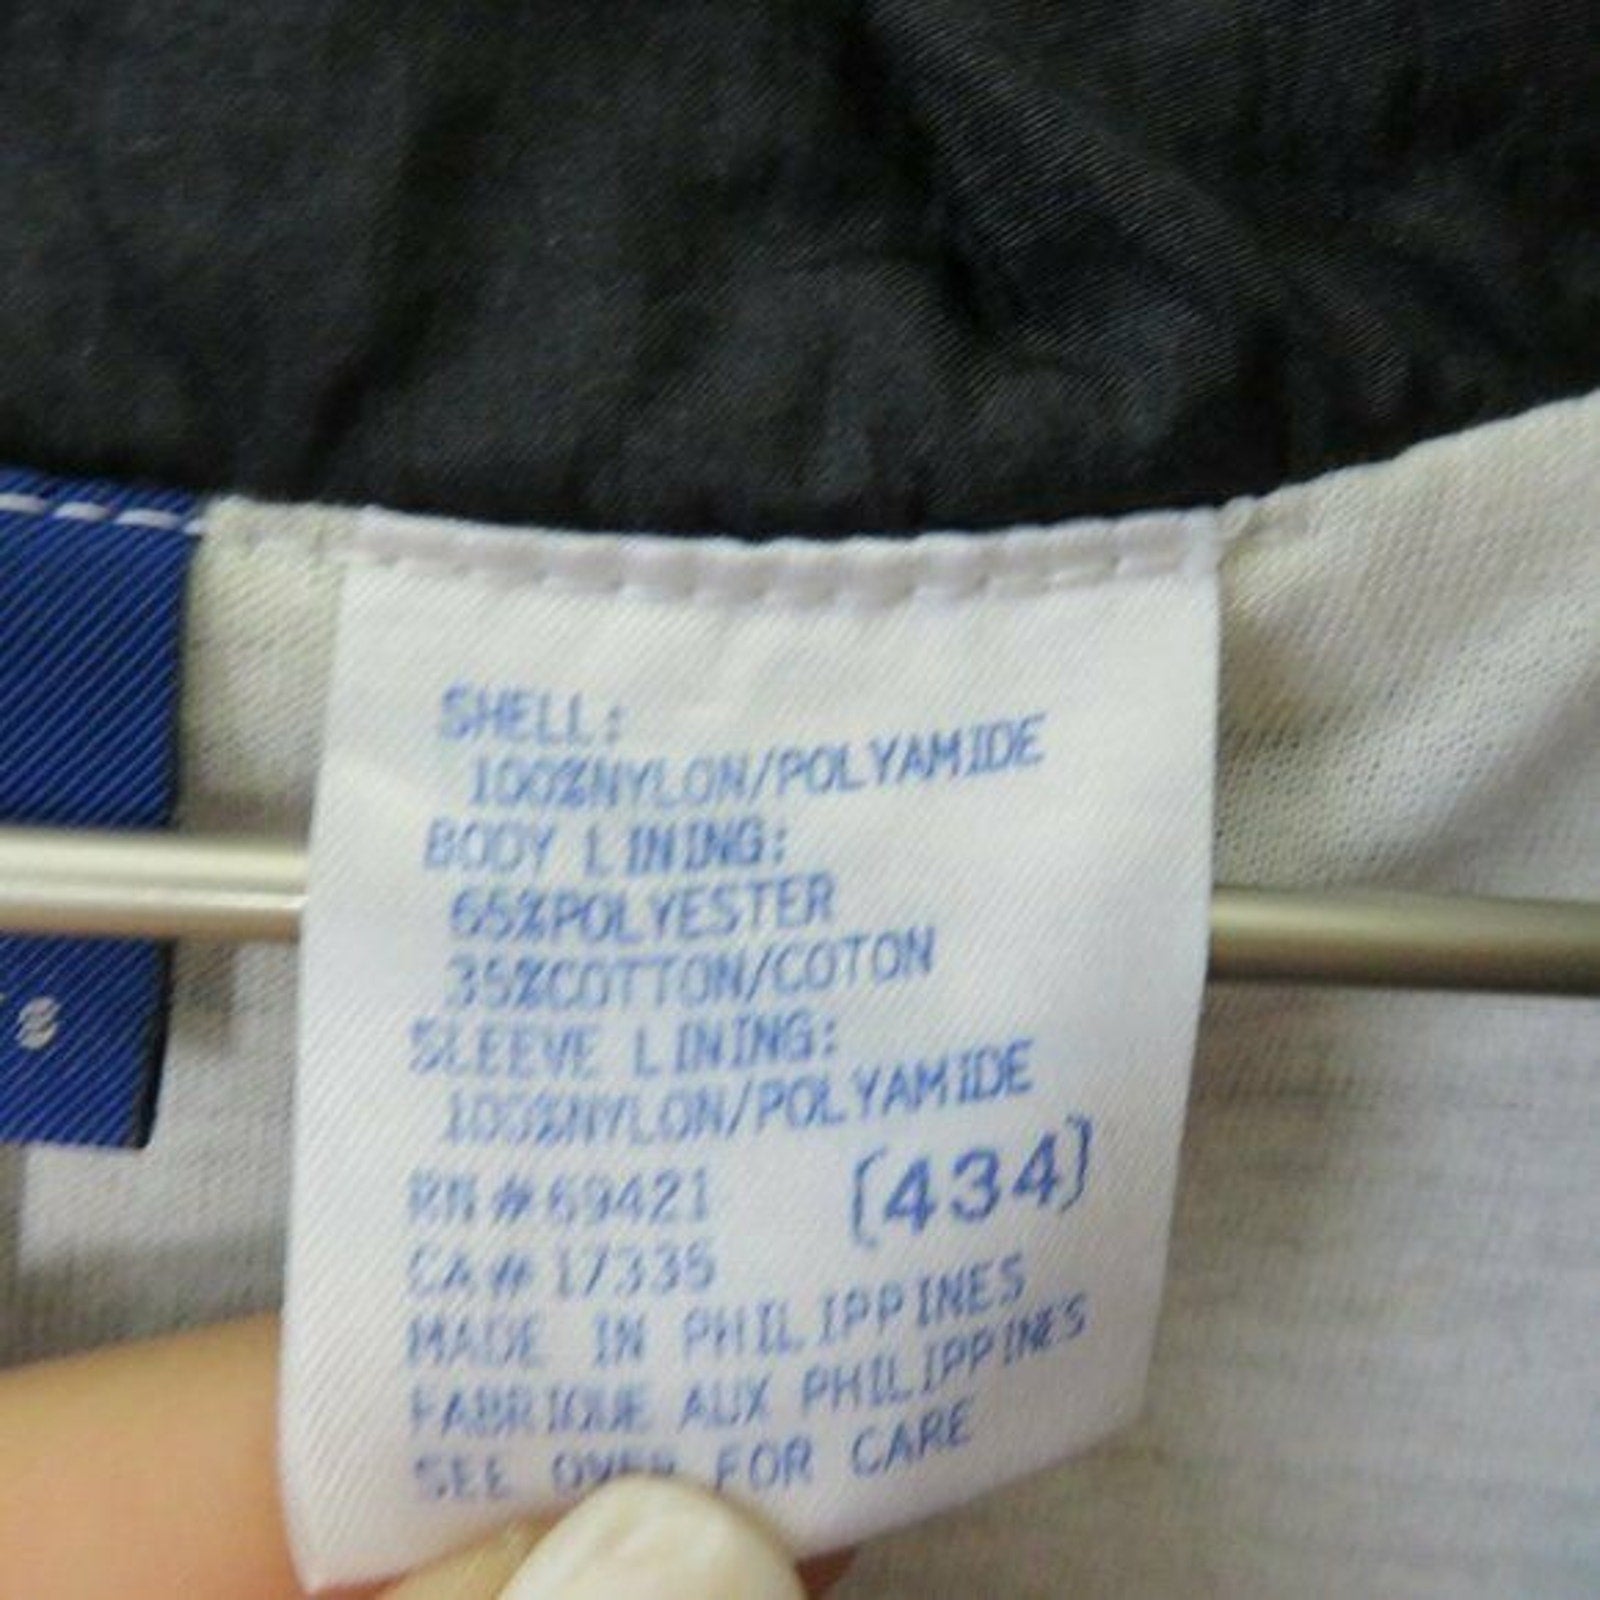 SHELL:
100%NYLON/POLYAMIDE
BODY LINING:
65%POLYESTER
35%COTTON/COTON
SLEEVE LINING:
100%NYLON/POLYAMIDE
RN#69421 (434)
CA#17335
MADE IN PHILIPPINES
FABRIQUE AUX PHILIPPINES
SEE OVER FOR CARE